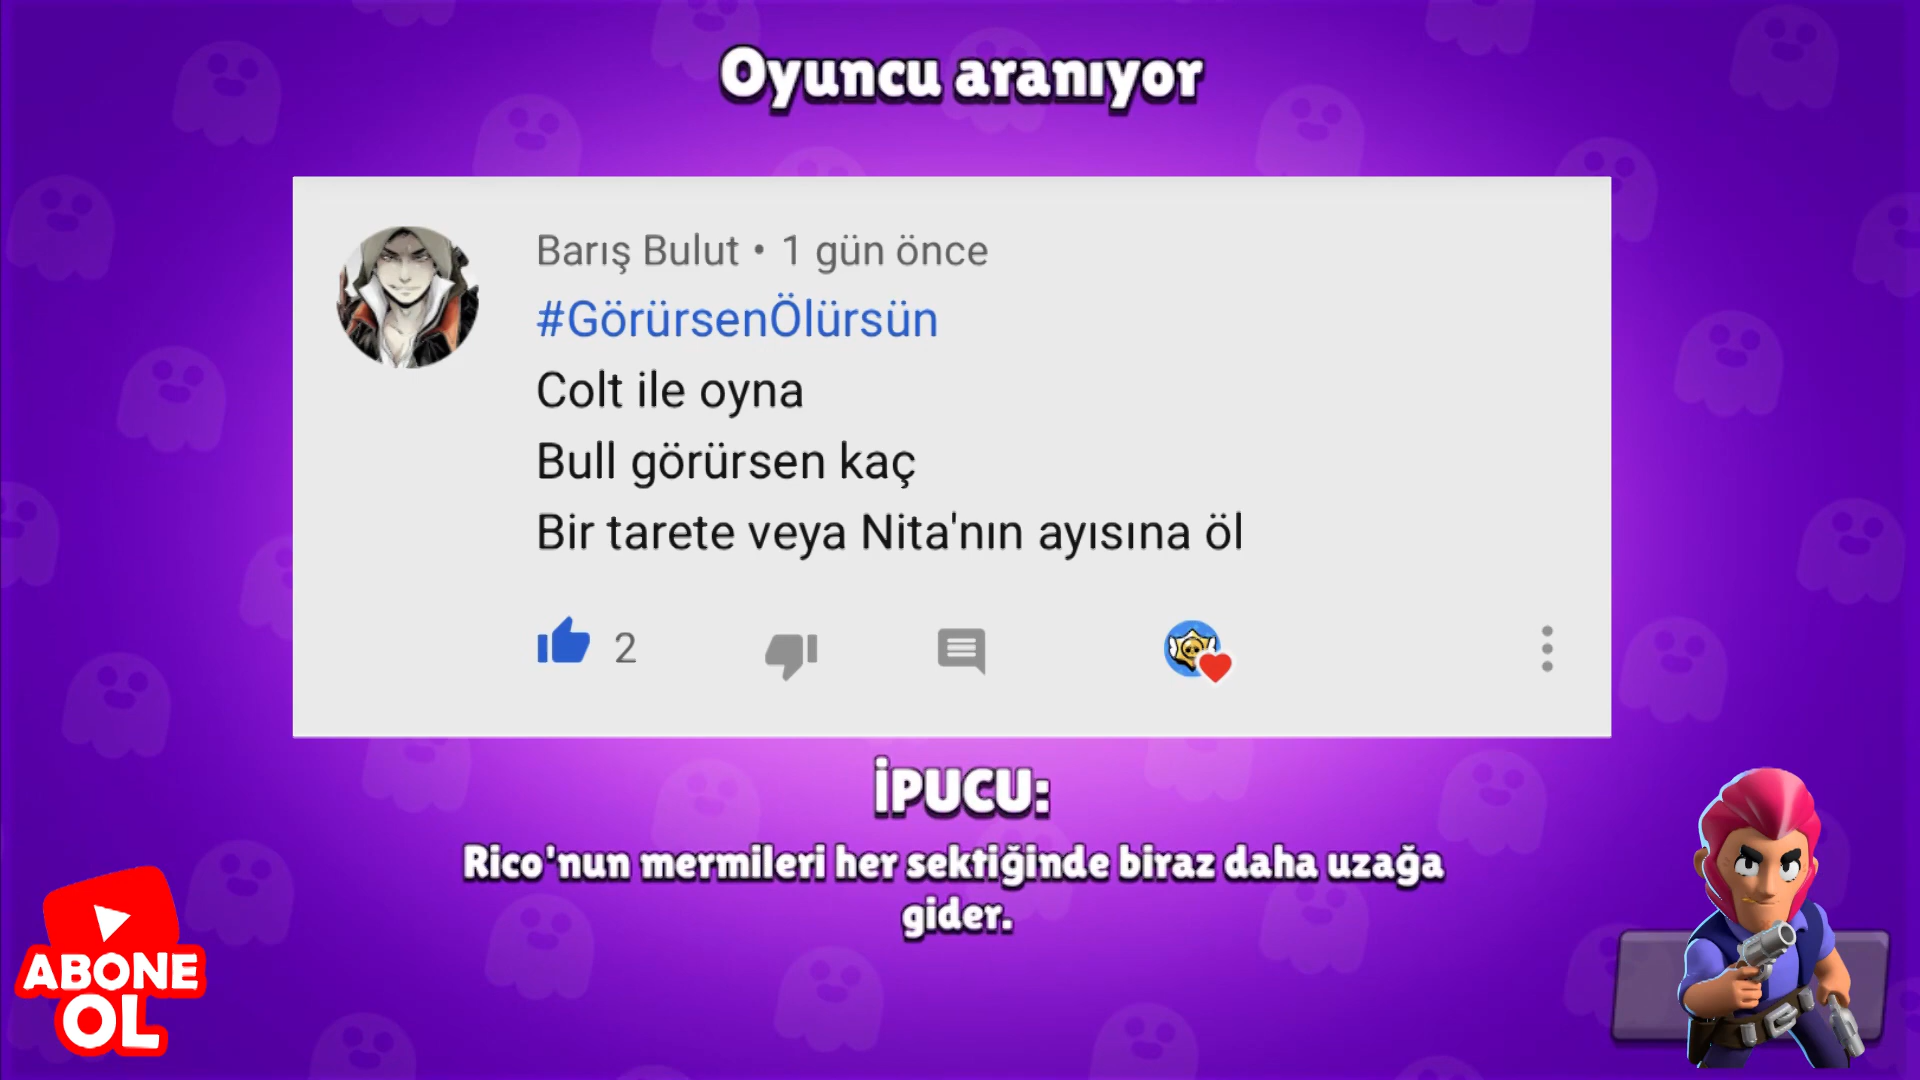 Oyuncu aranıyor
Barış Bulut • 1 gün önce
#GörürsenÖlürsün
Colt ile oyna
Bull görürsen kaç
Bir tarete veya Nita'nın ayısına öl
2
İPUCU:
Rico'nun mermileri her sektiğinde biraz daha uzağa
gider.
ABONE
OL